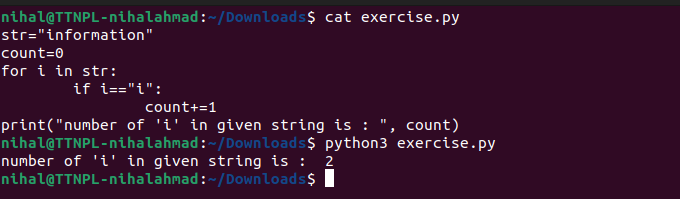 nihal@TTNPL-nihalahmad:~/Downloads$ cat exercise.py
str="information"
count=0
for i in str:
        if i=="i":
                count+=1
print("number of 'i' in given string is : ", count)
nihal@TTNPL-nihalahmad:~/Downloads$ python3 exercise.py
number of 'i' in given string is :  2
nihal@TTNPL-nihalahmad:~/Downloads$